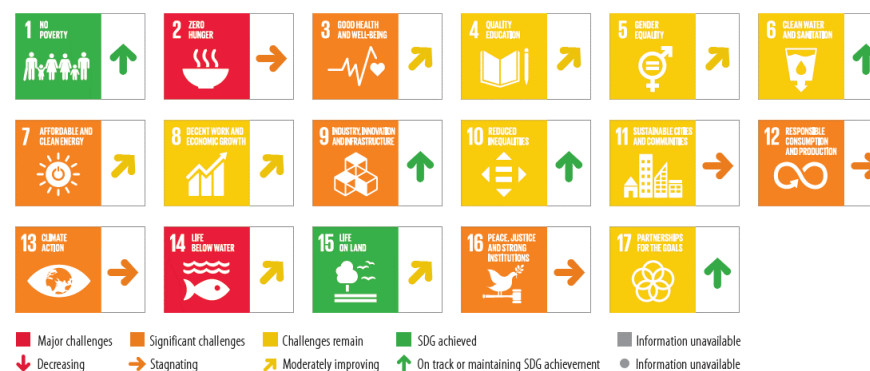 1 NO
POVERTY
2 ZERO
HUNGER
3 GOOD HEALTH
AND WELL-BEING
4 QUALITY
EDUCATION
5 GENDER
EQUALITY
6 CLEAN WATER
AND SANITATION
7 AFFORDABLE AND
CLEAN ENERGY
8 DECENT WORK AND
ECONOMIC GROWTH
9 INDUSTRY, INNOVATION
AND INFRASTRUCTURE
10 REDUCED
INEQUALITIES
11 SUSTAINABLE CITIES
AND COMMUNITIES
12 RESPONSIBLE
CONSUMPTION
AND PRODUCTION
13 CLIMATE
ACTION
14 LIFE
BELOW WATER
15 LIFE
ON LAND
16 PEACE, JUSTICE
AND STRONG
INSTITUTIONS
17 PARTNERSHIPS
FOR THE GOALS
Major challenges Significant challenges Challenges remain SDG achieved Information unavailable
Decreasing Stagnating Moderately improving On track or maintaining SDG achievement Information unavailable